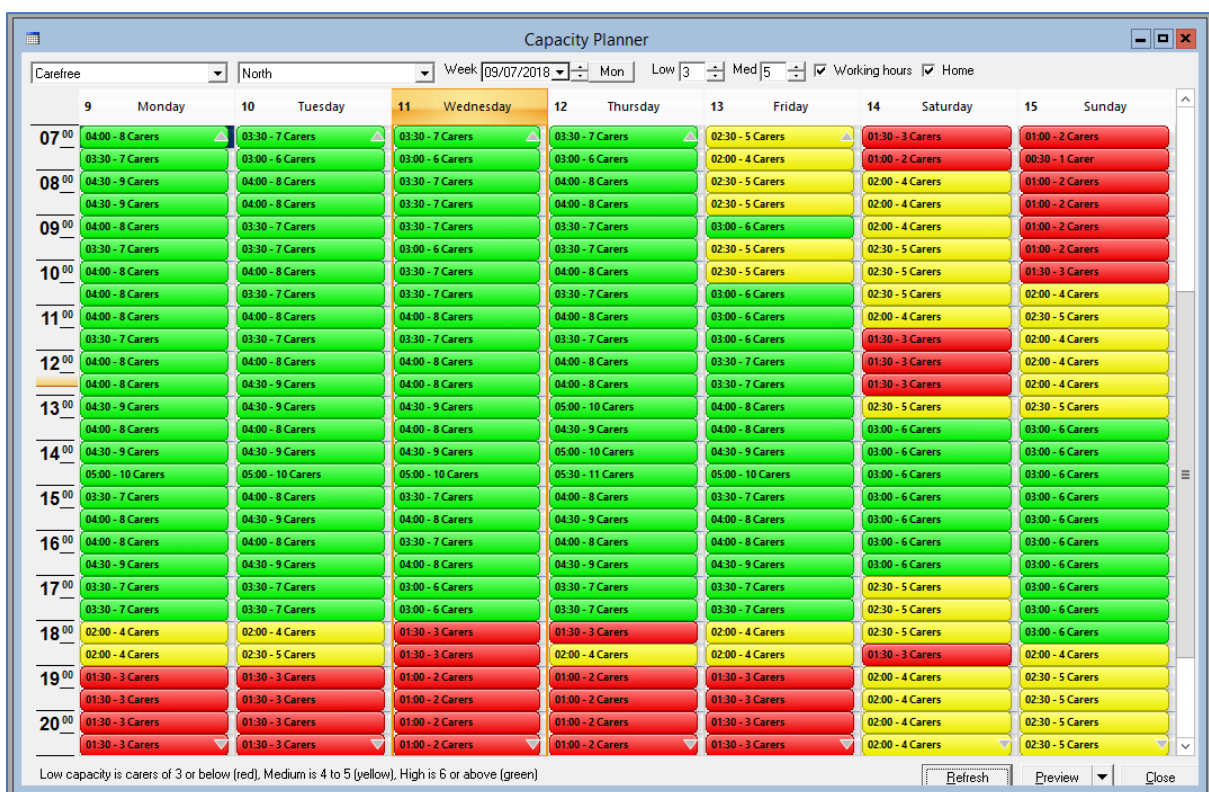 Capacity Planner
Carefree North Week 09/07/2018 Mon Low 3 Med 5 Working hours Home
9 Monday 10 Tuesday 11 Wednesday 12 Thursday 13 Friday 14 Saturday 15 Sunday
07 00 04:00 - 8 Carers 03:30 - 7 Carers 03:30 - 7 Carers 03:30 - 7 Carers 02:30 - 5 Carers 01:30 - 3 Carers 01:00 - 2 Carers
03:30 - 7 Carers 03:00 - 6 Carers 03:00 - 6 Carers 03:00 - 6 Carers 02:00 - 4 Carers 01:00 - 2 Carers 00:30 - 1 Carer
08 00 04:30 - 9 Carers 04:00 - 8 Carers 03:30 - 7 Carers 04:00 - 8 Carers 02:30 - 5 Carers 02:00 - 4 Carers 01:00 - 2 Carers
04:30 - 9 Carers 04:00 - 8 Carers 03:30 - 7 Carers 04:00 - 8 Carers 02:30 - 5 Carers 02:00 - 4 Carers 01:00 - 2 Carers
09 00 04:00 - 8 Carers 03:30 - 7 Carers 03:30 - 7 Carers 03:30 - 7 Carers 03:00 - 6 Carers 02:00 - 4 Carers 01:00 - 2 Carers
03:30 - 7 Carers 03:30 - 7 Carers 03:00 - 6 Carers 03:30 - 7 Carers 02:30 - 5 Carers 02:30 - 5 Carers 01:00 - 2 Carers
10 00 04:00 - 8 Carers 04:00 - 8 Carers 03:30 - 7 Carers 04:00 - 8 Carers 02:30 - 5 Carers 02:30 - 5 Carers 01:30 - 3 Carers
04:00 - 8 Carers 03:30 - 7 Carers 03:30 - 7 Carers 03:30 - 7 Carers 03:00 - 6 Carers 02:30 - 5 Carers 02:00 - 4 Carers
11 00 04:00 - 8 Carers 04:00 - 8 Carers 04:00 - 8 Carers 04:00 - 8 Carers 03:00 - 6 Carers 02:00 - 4 Carers 02:30 - 5 Carers
03:30 - 7 Carers 03:30 - 7 Carers 03:30 - 7 Carers 03:30 - 7 Carers 03:00 - 6 Carers 01:30 - 3 Carers 02:00 - 4 Carers
12 00 04:00 - 8 Carers 04:00 - 8 Carers 04:00 - 8 Carers 04:00 - 8 Carers 03:30 - 7 Carers 01:30 - 3 Carers 02:00 - 4 Carers
04:00 - 8 Carers 04:30 - 9 Carers 04:00 - 8 Carers 04:00 - 8 Carers 03:30 - 7 Carers 01:30 - 3 Carers 02:00 - 4 Carers
13 00 04:30 - 9 Carers 04:30 - 9 Carers 04:30 - 9 Carers 05:00 - 10 Carers 04:00 - 8 Carers 02:30 - 5 Carers 02:30 - 5 Carers
04:00 - 8 Carers 04:00 - 8 Carers 04:00 - 8 Carers 04:30 - 9 Carers 04:00 - 8 Carers 03:00 - 6 Carers 03:00 - 6 Carers
14 00 04:30 - 9 Carers 04:30 - 9 Carers 04:30 - 9 Carers 05:00 - 10 Carers 04:30 - 9 Carers 03:00 - 6 Carers 03:00 - 6 Carers
05:00 - 10 Carers 05:00 - 10 Carers 05:00 - 10 Carers 05:30 - 11 Carers 05:00 - 10 Carers 03:00 - 6 Carers 03:00 - 6 Carers
15 00 03:30 - 7 Carers 04:00 - 8 Carers 03:30 - 7 Carers 04:00 - 8 Carers 03:30 - 7 Carers 03:00 - 6 Carers 03:00 - 6 Carers
04:00 - 8 Carers 04:30 - 9 Carers 04:00 - 8 Carers 04:30 - 9 Carers 04:00 - 8 Carers 03:00 - 6 Carers 03:00 - 6 Carers
16 00 04:00 - 8 Carers 04:00 - 8 Carers 03:30 - 7 Carers 04:00 - 8 Carers 04:00 - 8 Carers 03:00 - 6 Carers 03:00 - 6 Carers
04:30 - 9 Carers 04:30 - 9 Carers 04:00 - 8 Carers 04:30 - 9 Carers 04:30 - 9 Carers 03:00 - 6 Carers 03:00 - 6 Carers
17 00 03:30 - 7 Carers 03:30 - 7 Carers 03:00 - 6 Carers 03:30 - 7 Carers 03:30 - 7 Carers 02:30 - 5 Carers 03:00 - 6 Carers
03:30 - 7 Carers 03:30 - 7 Carers 03:00 - 6 Carers 03:30 - 7 Carers 03:30 - 7 Carers 02:30 - 5 Carers 03:00 - 6 Carers
18 00 02:00 - 4 Carers 02:00 - 4 Carers 01:30 - 3 Carers 01:30 - 3 Carers 02:00 - 4 Carers 02:30 - 5 Carers 03:00 - 6 Carers
02:00 - 4 Carers 02:30 - 5 Carers 01:30 - 3 Carers 02:00 - 4 Carers 02:00 - 4 Carers 01:30 - 3 Carers 02:00 - 4 Carers
19 00 01:30 - 3 Carers 01:30 - 3 Carers 01:00 - 2 Carers 01:00 - 2 Carers 01:30 - 3 Carers 02:00 - 4 Carers 02:30 - 5 Carers
01:30 - 3 Carers 01:30 - 3 Carers 01:00 - 2 Carers 01:00 - 2 Carers 01:30 - 3 Carers 02:00 - 4 Carers 02:30 - 5 Carers
20 00 01:30 - 3 Carers 01:30 - 3 Carers 01:00 - 2 Carers 01:00 - 2 Carers 01:30 - 3 Carers 02:00 - 4 Carers 02:30 - 5 Carers
01:30 - 3 Carers 01:30 - 3 Carers 01:00 - 2 Carers 01:00 - 2 Carers 01:30 - 3 Carers 02:00 - 4 Carers 02:30 - 5 Carers
Low capacity is carers of 3 or below (red), Medium is 4 to 5 (yellow), High is 6 or above (green) Refresh Preview Close